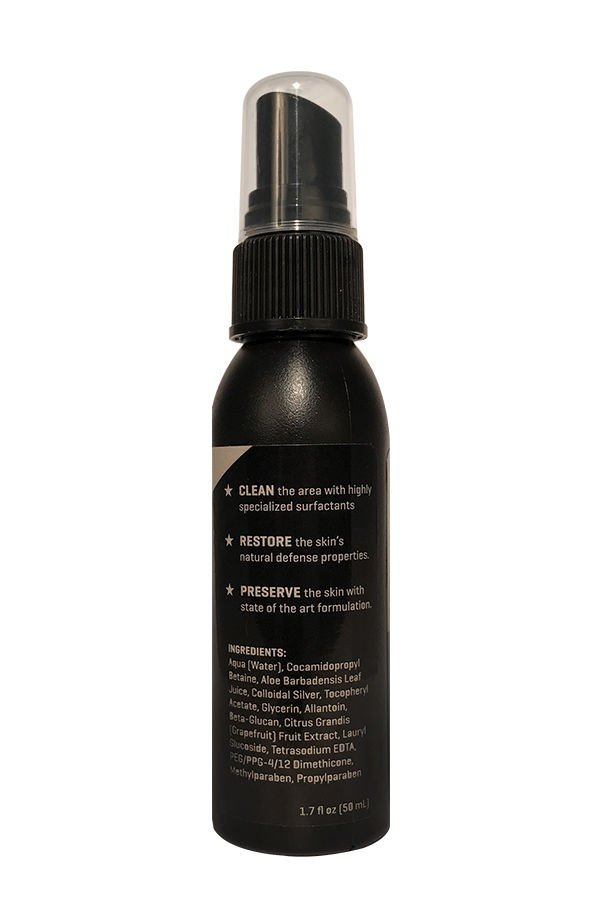 ★ CLEAN the area with highly
specialized surfactants
★ RESTORE the skin's
natural defense properties.
★ PRESERVE the skin with
state of the art formulation.
INGREDIENTS:
Aqua (Water), Cocamidopropyl
Betaine, Aloe Barbadensis Leaf
Juice, Colloidal Silver, Tocopheryl
Acetate, Glycerin, Allantoin,
Beta-Glucan, Citrus Grandis
(Grapefruit) Fruit Extract, Lauryl
Glucoside, Tetrasodium EDTA,
PEG/PPG-4/12 Dimethicone,
Methylparaben, Propylparaben
1.7 fl oz (50 mL)